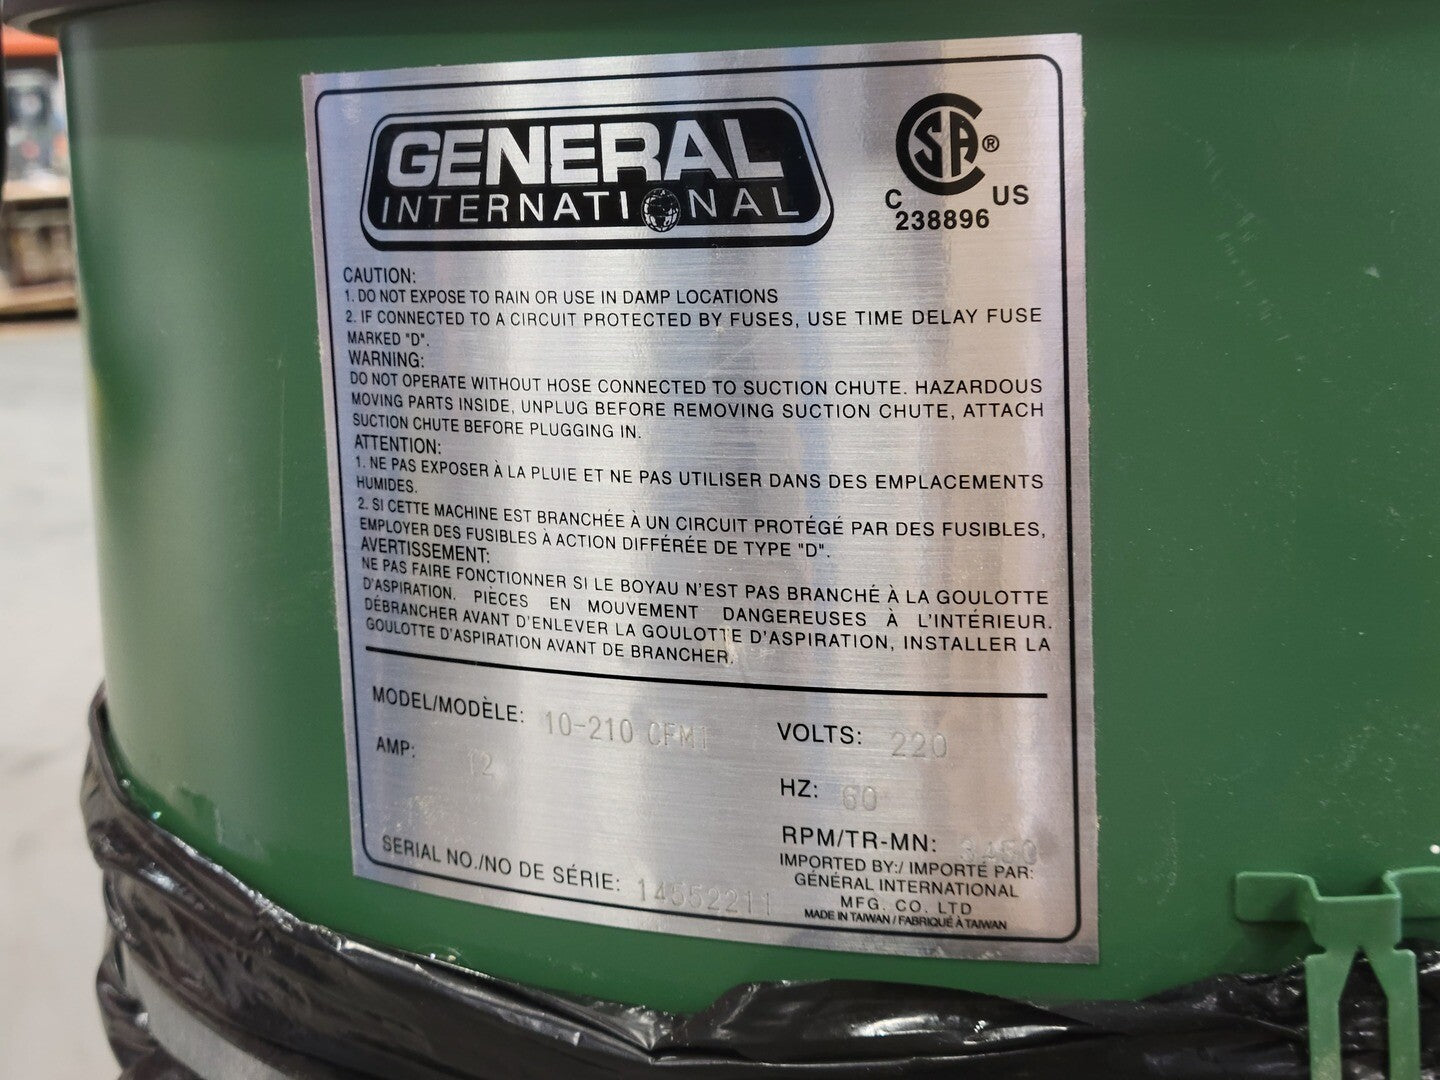 GENERAL
INTERNATIONAL
CSA®
C US
238896
CAUTION:
1. DO NOT EXPOSE TO RAIN OR USE IN DAMP LOCATIONS
2. IF CONNECTED TO A CIRCUIT PROTECTED BY FUSES, USE TIME DELAY FUSE
MARKED "D".
WARNING:
DO NOT OPERATE WITHOUT HOSE CONNECTED TO SUCTION CHUTE. HAZARDOUS
MOVING PARTS INSIDE, UNPLUG BEFORE REMOVING SUCTION CHUTE, ATTACH
SUCTION CHUTE BEFORE PLUGGING IN.
ATTENTION:
1. NE PAS EXPOSER À LA PLUIE ET NE PAS UTILISER DANS DES EMPLACEMENTS
HUMIDES.
2. SI CETTE MACHINE EST BRANCHÉE À UN CIRCUIT PROTÉGÉ PAR DES FUSIBLES,
EMPLOYER DES FUSIBLES À ACTION DIFFÉRÉE DE TYPE "D".
AVERTISSEMENT:
NE PAS FAIRE FONCTIONNER SI LE BOYAU N'EST PAS BRANCHÉ À LA GOULOTTE
D'ASPIRATION. PIÈCES EN MOUVEMENT DANGEREUSES À L'INTÉRIEUR.
DÉBRANCHER AVANT D'ENLEVER LA GOULOTTE D'ASPIRATION, INSTALLER LA
GOULOTTE D'ASPIRATION AVANT DE BRANCHER.
MODEL/MODÈLE: 10-210 CFM1
VOLTS: 220
AMP: 12
HZ: 60
RPM/TR-MN: 3450
SERIAL NO./NO DE SÉRIE: 14552211
IMPORTED BY:/ IMPORTÉ PAR:
GÉNÉRAL INTERNATIONAL
MFG. CO. LTD
MADE IN TAIWAN / FABRIQUÉ À TAIWAN